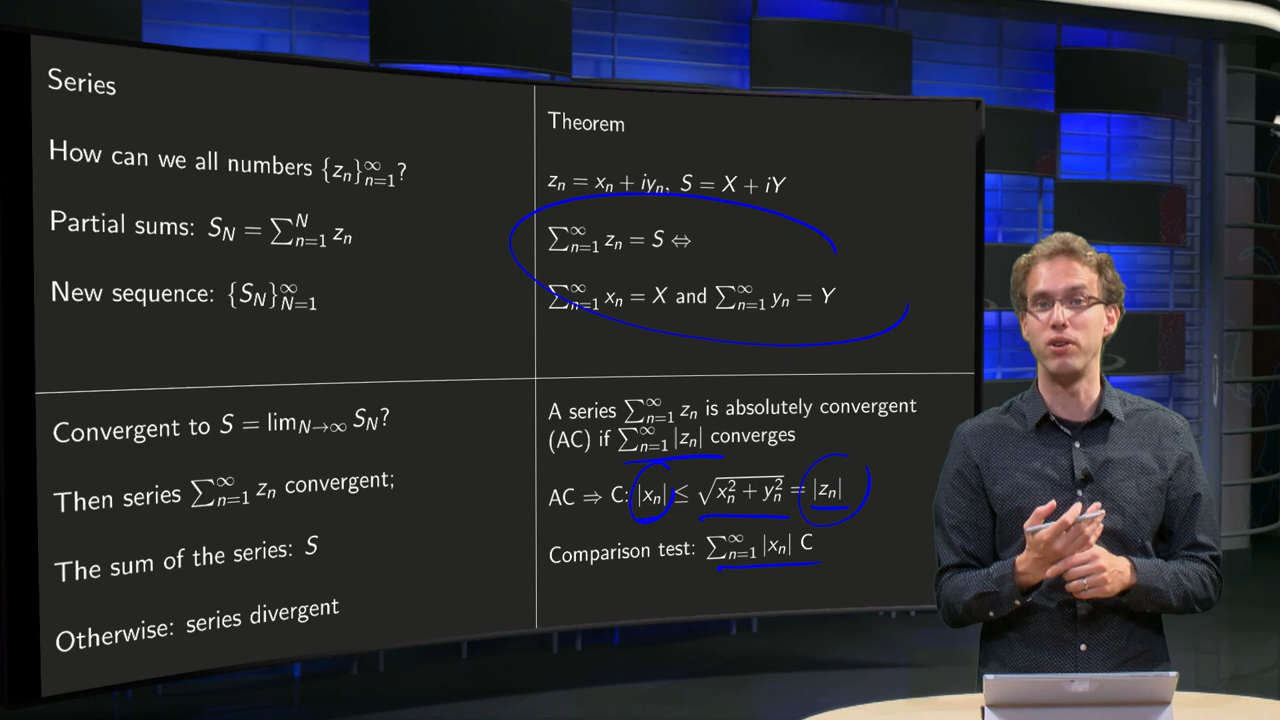 Series
How can we all numbers {z_n}_{n=1}^∞?
Partial sums: S_N = ∑_{n=1}^N z_n
New sequence: {S_N}_{N=1}^∞
Theorem
z_n = x_n + iy_n, S = X + iY
∑_{n=1}^∞ z_n = S ⇔
∑_{n=1}^∞ x_n = X and ∑_{n=1}^∞ y_n = Y
Convergent to S = lim_{N→∞} S_N?
Then series ∑_{n=1}^∞ z_n convergent;
The sum of the series: S
Otherwise: series divergent
A series ∑_{n=1}^∞ z_n is absolutely convergent
(AC) if ∑_{n=1}^∞ |z_n| converges
AC ⇒ C: |x_n| ≤ √(x_n^2 + y_n^2) = |z_n|
Comparison test: ∑_{n=1}^∞ |x_n| C